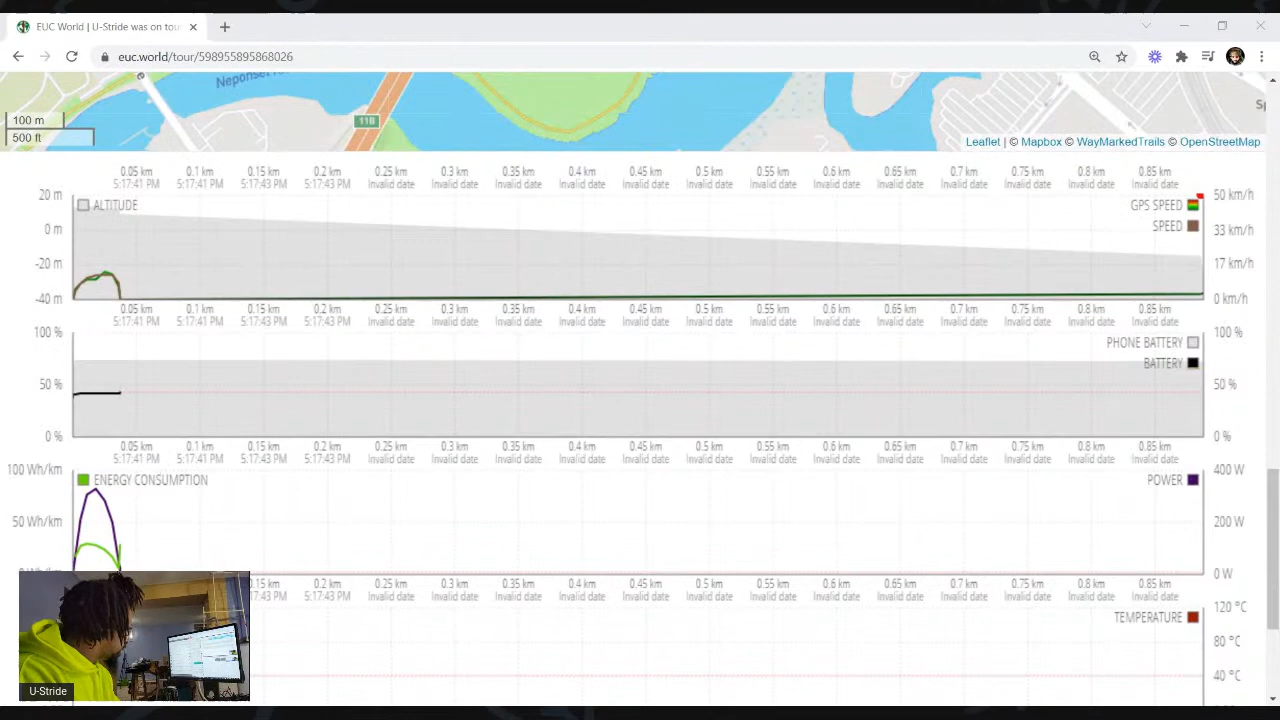 EUC World | U-Stride was on tou
euc.world/tour/598955895868026
Neponset
11B
100 m
500 ft
Leaflet | © Mapbox © WayMarkedTrails © OpenStreetMap
0.05 km 0.1 km 0.15 km 0.2 km 0.25 km 0.3 km 0.35 km 0.4 km 0.45 km 0.5 km 0.55 km 0.6 km 0.65 km 0.7 km 0.75 km 0.8 km 0.85 km
5:17:41 PM 5:17:41 PM 5:17:43 PM 5:17:43 PM Invalid date Invalid date Invalid date Invalid date Invalid date Invalid date Invalid date Invalid date Invalid date Invalid date Invalid date Invalid date Invalid date
20 m 50 km/h
ALTITUDE GPS SPEED
SPEED
0 m 33 km/h
-20 m 17 km/h
-40 m 0 km/h
0.05 km 0.1 km 0.15 km 0.2 km 0.25 km 0.3 km 0.35 km 0.4 km 0.45 km 0.5 km 0.55 km 0.6 km 0.65 km 0.7 km 0.75 km 0.8 km 0.85 km
5:17:41 PM 5:17:41 PM 5:17:43 PM 5:17:43 PM Invalid date Invalid date Invalid date Invalid date Invalid date Invalid date Invalid date Invalid date Invalid date Invalid date Invalid date Invalid date Invalid date
100 % 100 %
PHONE BATTERY
BATTERY
50 % 50 %
0 % 0 %
0.05 km 0.1 km 0.15 km 0.2 km 0.25 km 0.3 km 0.35 km 0.4 km 0.45 km 0.5 km 0.55 km 0.6 km 0.65 km 0.7 km 0.75 km 0.8 km 0.85 km
5:17:41 PM 5:17:41 PM 5:17:43 PM 5:17:43 PM Invalid date Invalid date Invalid date Invalid date Invalid date Invalid date Invalid date Invalid date Invalid date Invalid date Invalid date Invalid date Invalid date
100 Wh/km 400 W
ENERGY CONSUMPTION POWER
50 Wh/km 200 W
0 W
0.15 km 0.2 km 0.25 km 0.3 km 0.35 km 0.4 km 0.45 km 0.5 km 0.55 km 0.6 km 0.65 km 0.7 km 0.75 km 0.8 km 0.85 km
:17:43 PM 5:17:43 PM Invalid date Invalid date Invalid date Invalid date Invalid date Invalid date Invalid date Invalid date Invalid date Invalid date Invalid date Invalid date Invalid date
120 °C
TEMPERATURE
80 °C
40 °C
U-Stride